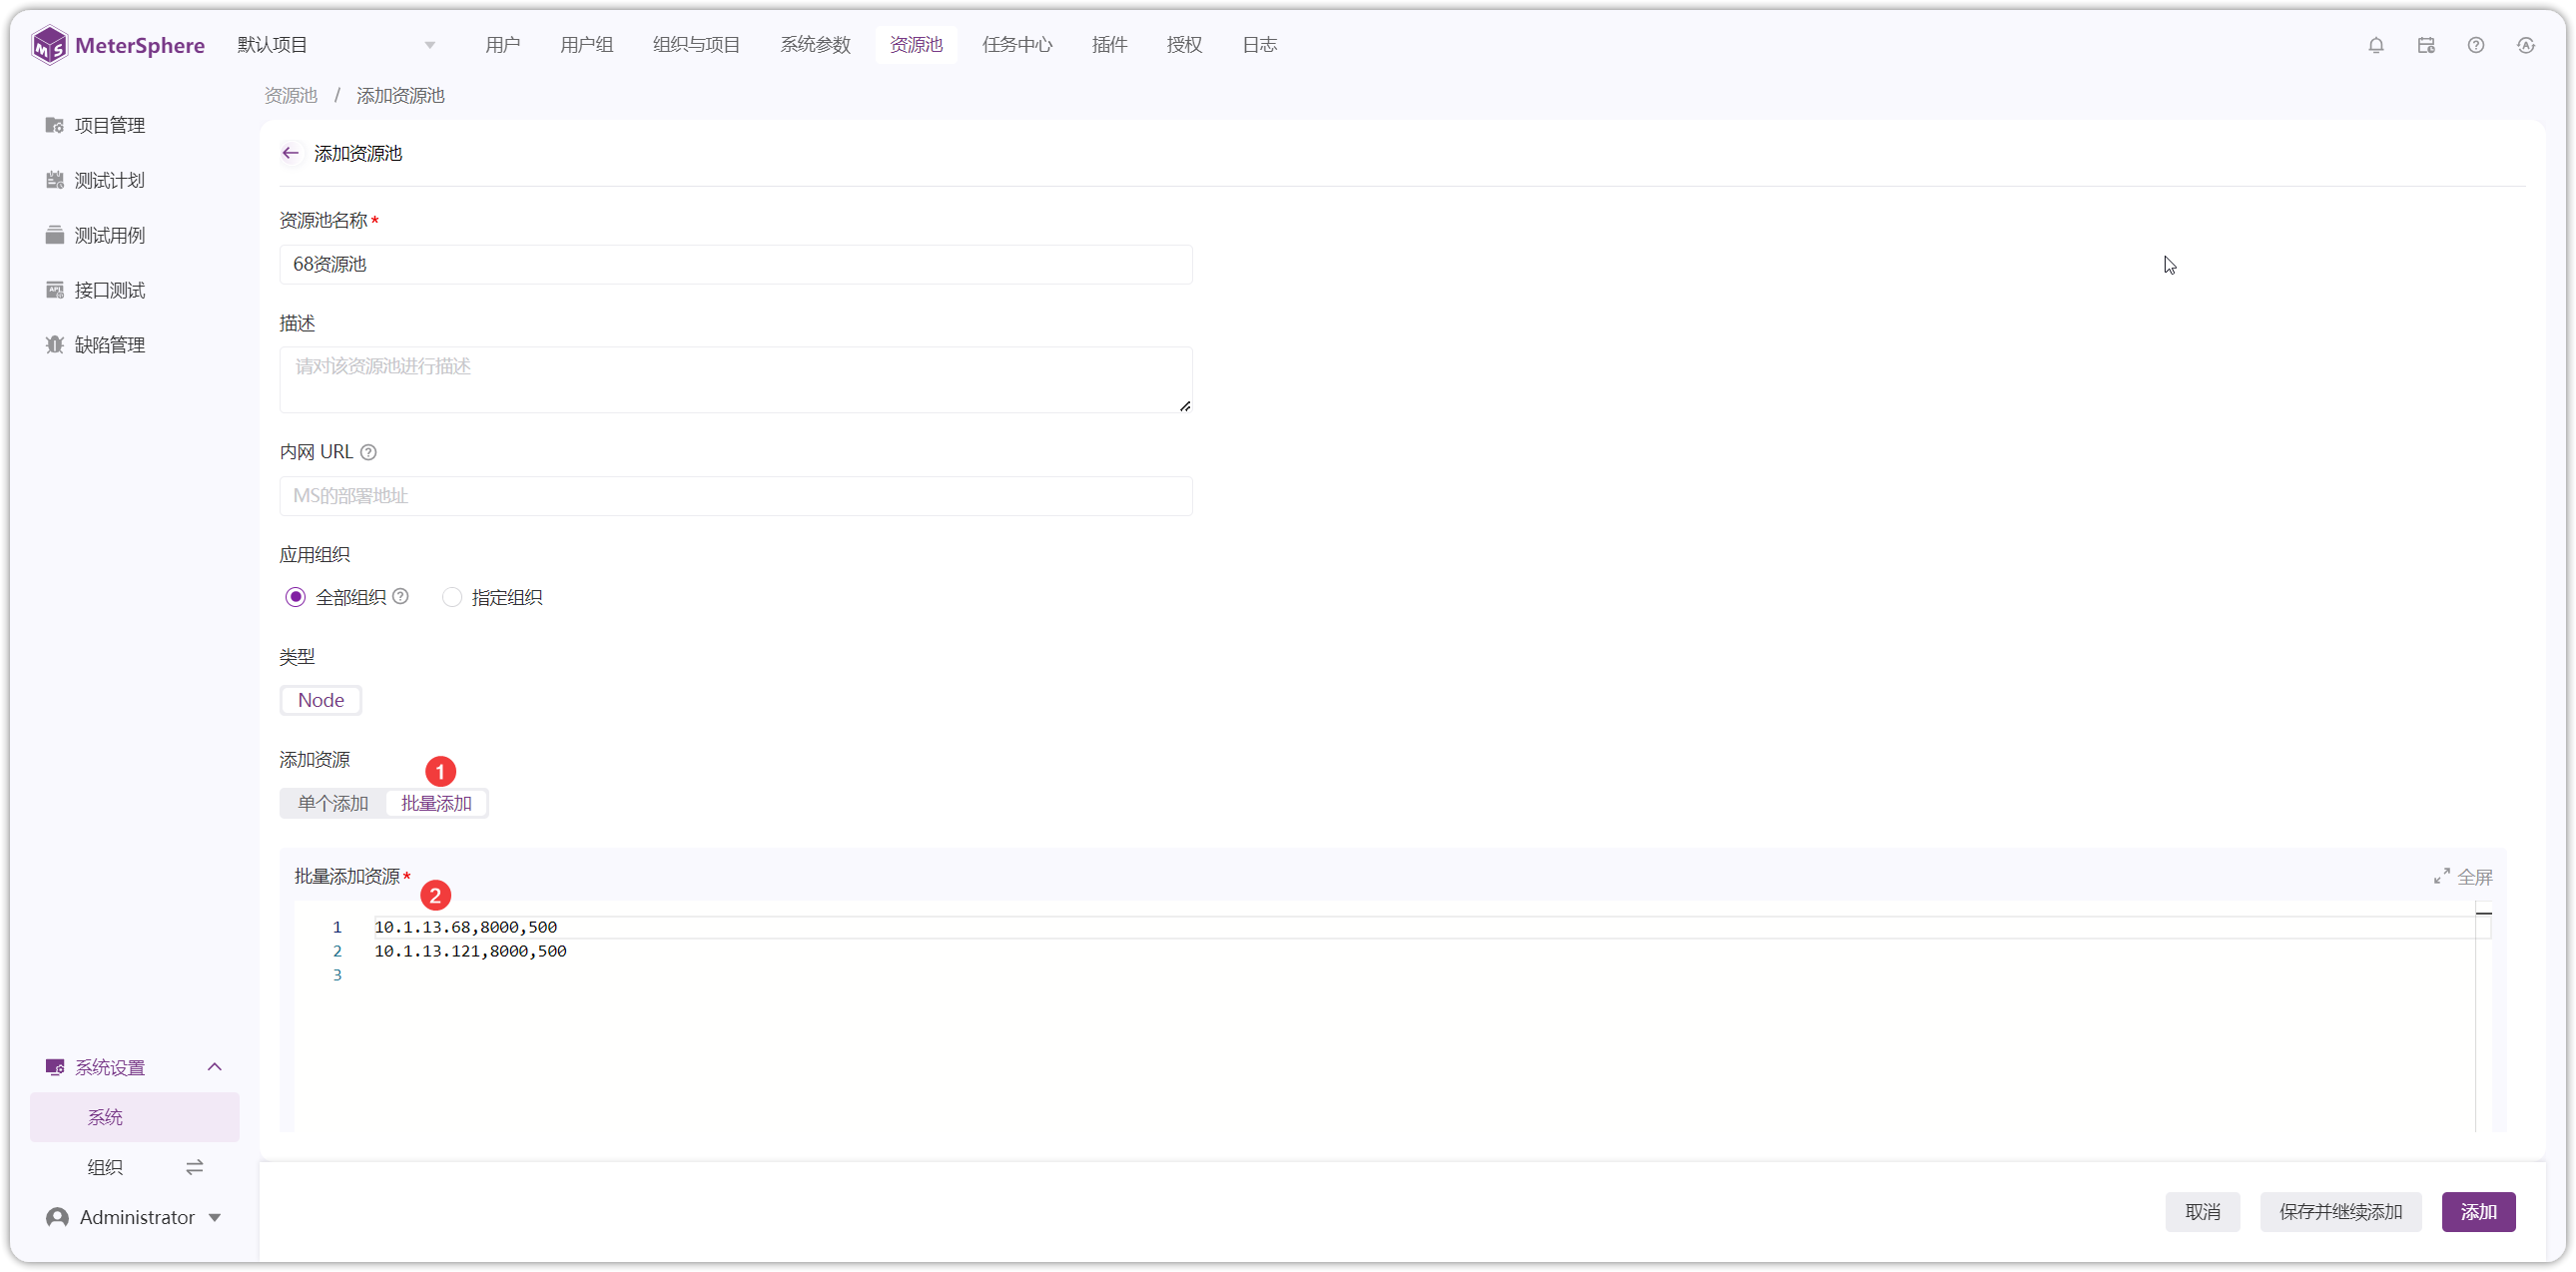 MeterSphere 默认项目 用户 用户组 组织与项目 系统参数 资源池 任务中心 插件 授权 日志
资源池 / 添加资源池
项目管理
测试计划
测试用例
接口测试
缺陷管理
系统设置
系统
组织
Administrator
添加资源池
资源池名称*
68资源池
描述
请对该资源池进行描述
内网 URL
MS的部署地址
应用组织
全部组织 指定组织
类型
Node
添加资源
1
单个添加 批量添加
批量添加资源* 全屏
2
1 10.1.13.68,8000,500
2 10.1.13.121,8000,500
3
取消 保存并继续添加 添加